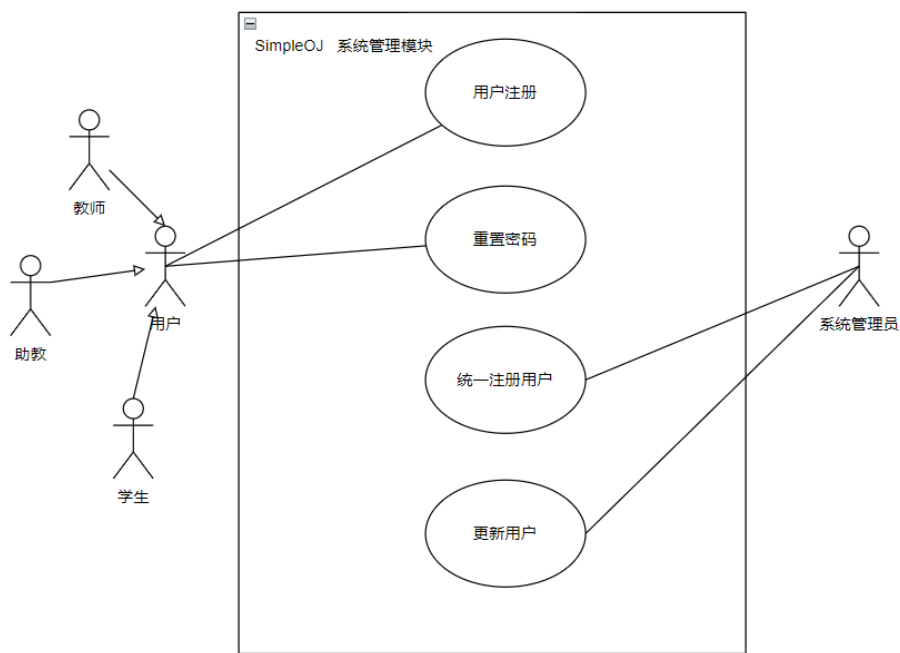 SimpleOJ 系统管理模块
用户注册
教师
重置密码
用户
系统管理员
助教
统一注册用户
学生
更新用户